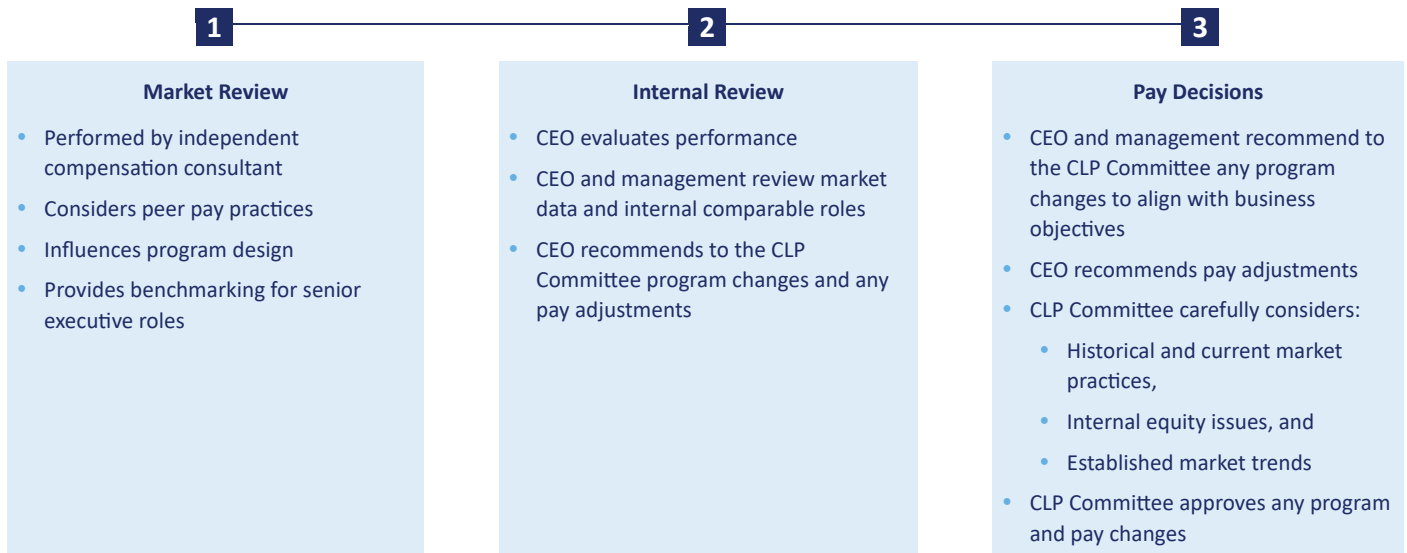 1
2
3
Market Review
• Performed by independent
compensation consultant
• Considers peer pay practices
• Influences program design
• Provides benchmarking for senior
executive roles
Internal Review
• CEO evaluates performance
• CEO and management review market
data and internal comparable roles
• CEO recommends to the CLP
Committee program changes and any
pay adjustments
Pay Decisions
• CEO and management recommend to
the CLP Committee any program
changes to align with business
objectives
• CEO recommends pay adjustments
• CLP Committee carefully considers:
• Historical and current market
practices,
• Internal equity issues, and
• Established market trends
• CLP Committee approves any program
and pay changes